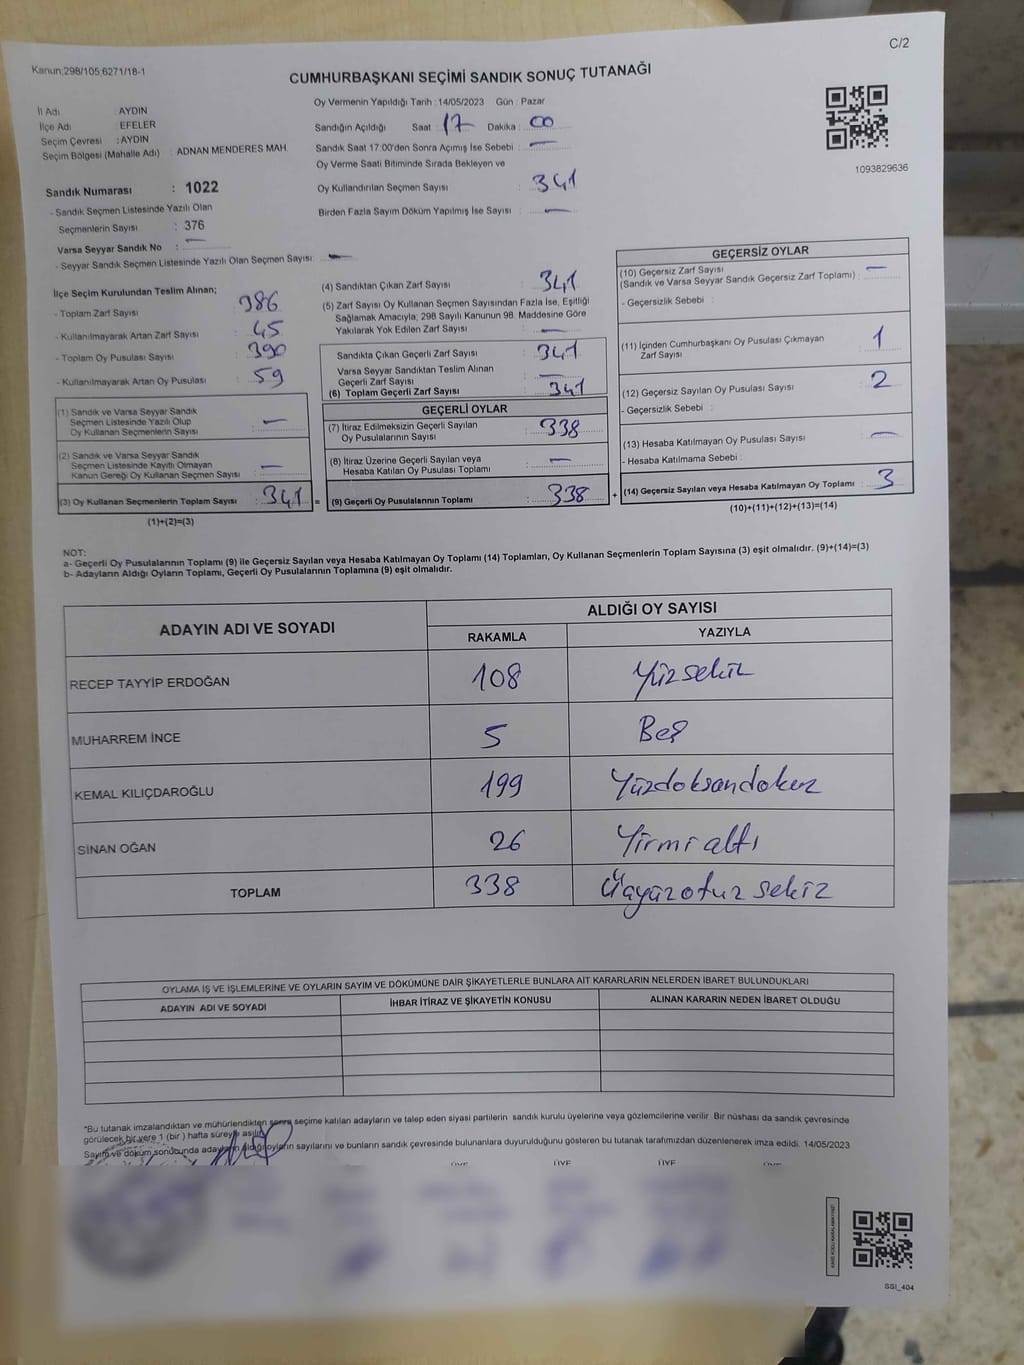 C/2
Kanun;298/105;6271/18-1
CUMHURBAŞKANI SEÇİMİ SANDIK SONUÇ TUTANAĞI
İl Adı : AYDIN
İlçe Adı : EFELER
Seçim Çevresi : AYDIN
Seçim Bölgesi (Mahalle Adı) : ADNAN MENDERES MAH.
Sandık Numarası : 1022
- Sandık Seçmen Listesinde Yazılı Olan
Seçmenlerin Sayısı : 376
Varsa Seyyar Sandık No : —
- Seyyar Sandık Seçmen Listesinde Yazılı Olan Seçmen Sayısı : —
Oy Vermenin Yapıldığı Tarih : 14/05/2023 Gün : Pazar
Sandığın Açıldığı Saat : 17 Dakika : 00
Sandık Saat 17.00'den Sonra Açımış İse Sebebi : —
Oy Verme Saati Bitiminde Sırada Bekleyen ve
Oy Kullandırılan Seçmen Sayısı : 341
Birden Fazla Sayım Döküm Yapılmış İse Sayısı : —
1093829636
İlçe Seçim Kurulundan Teslim Alınan;
- Toplam Zarf Sayısı : 386
- Kullanılmayarak Artan Zarf Sayısı : 45
- Toplam Oy Pusulası Sayısı : 390
- Kullanılmayarak Artan Oy Pusulası : 59
(1) Sandık ve Varsa Seyyar Sandık
Seçmen Listesinde Yazılı Olup
Oy Kullanan Seçmenlerin Sayısı : —
(2) Sandık ve Varsa Seyyar Sandık
Seçmen Listesinde Kayıtlı Olmayan
Kanun Gereği Oy Kullanan Seçmen Sayısı : —
(3) Oy Kullanan Seçmenlerin Toplam Sayısı : 341 =
(1)+(2)=(3)
(4) Sandıktan Çıkan Zarf Sayısı : 341
(5) Zarf Sayısı Oy Kullanan Seçmen Sayısından Fazla İse, Eşitliği
Sağlamak Amacıyla; 298 Sayılı Kanunun 98. Maddesine Göre
Yakılarak Yok Edilen Zarf Sayısı : —
Sandıkta Çıkan Geçerli Zarf Sayısı : 341
Varsa Seyyar Sandıktan Teslim Alınan
Geçerli Zarf Sayısı : —
(6) Toplam Geçerli Zarf Sayısı : 341
GEÇERLİ OYLAR
(7) İtiraz Edilmeksizin Geçerli Sayılan
Oy Pusulalarının Sayısı : 338
(8) İtiraz Üzerine Geçerli Sayılan veya
Hesaba Katılan Oy Pusulası Toplamı : —
(9) Geçerli Oy Pusulalarının Toplamı : 338 +
GEÇERSİZ OYLAR
(10) Geçersiz Zarf Sayısı
(Sandık ve Varsa Seyyar Sandık Geçersiz Zarf Toplamı) : —
- Geçersizlik Sebebi :
(11) İçinden Cumhurbaşkanı Oy Pusulası Çıkmayan
Zarf Sayısı : 1
(12) Geçersiz Sayılan Oy Pusulası Sayısı : 2
- Geçersizlik Sebebi :
(13) Hesaba Katılmayan Oy Pusulası Sayısı : —
- Hesaba Katılmama Sebebi :
(14) Geçersiz Sayılan veya Hesaba Katılmayan Oy Toplamı : 3
(10)+(11)+(12)+(13)=(14)
NOT:
a- Geçerli Oy Pusulalarının Toplamı (9) ile Geçersiz Sayılan veya Hesaba Katılmayan Oy Toplamı (14) Toplamları, Oy Kullanan Seçmenlerin Toplam Sayısına (3) eşit olmalıdır. (9)+(14)=(3)
b- Adayların Aldığı Oyların Toplamı, Geçerli Oy Pusulalarının Toplamına (9) eşit olmalıdır.
ADAYIN ADI VE SOYADI ALDIĞI OY SAYISI
RAKAMLA YAZIYLA
RECEP TAYYİP ERDOĞAN 108 Yüzsekiz
MUHARREM İNCE 5 Beş
KEMAL KILIÇDAROĞLU 199 Yüzdoksandokuz
SİNAN OĞAN 26 Yirmialtı
TOPLAM 338 Üçyüzotuz sekiz
OYLAMA İŞ VE İŞLEMLERİNE VE OYLARIN SAYIM VE DÖKÜMÜNE DAİR ŞİKAYETLERLE BUNLARA AİT KARARLARIN NELERDEN İBARET BULUNDUKLARI
ADAYIN ADI VE SOYADI İHBAR İTİRAZ VE ŞİKAYETİN KONUSU ALINAN KARARIN NEDEN İBARET OLDUĞU
"Bu tutanak imzalandıktan ve mühürlendikten sonra seçime katılan adayların ve talep eden siyasi partilerin sandık kurulu üyelerine veya gözlemcilerine verilir. Bir nüshası da sandık çevresinde
görülecek bir yere 1 (bir ) hafta süreyle asılır.
Sayım ve döküm sonucunda adayların aldığı oyların sayılarını ve bunların sandık çevresinde bulunanlara duyurulduğunu gösteren bu tutanak tarafımızdan düzenlenerek imza edildi. 14/05/2023
ÜYE ÜYE
SSI_404